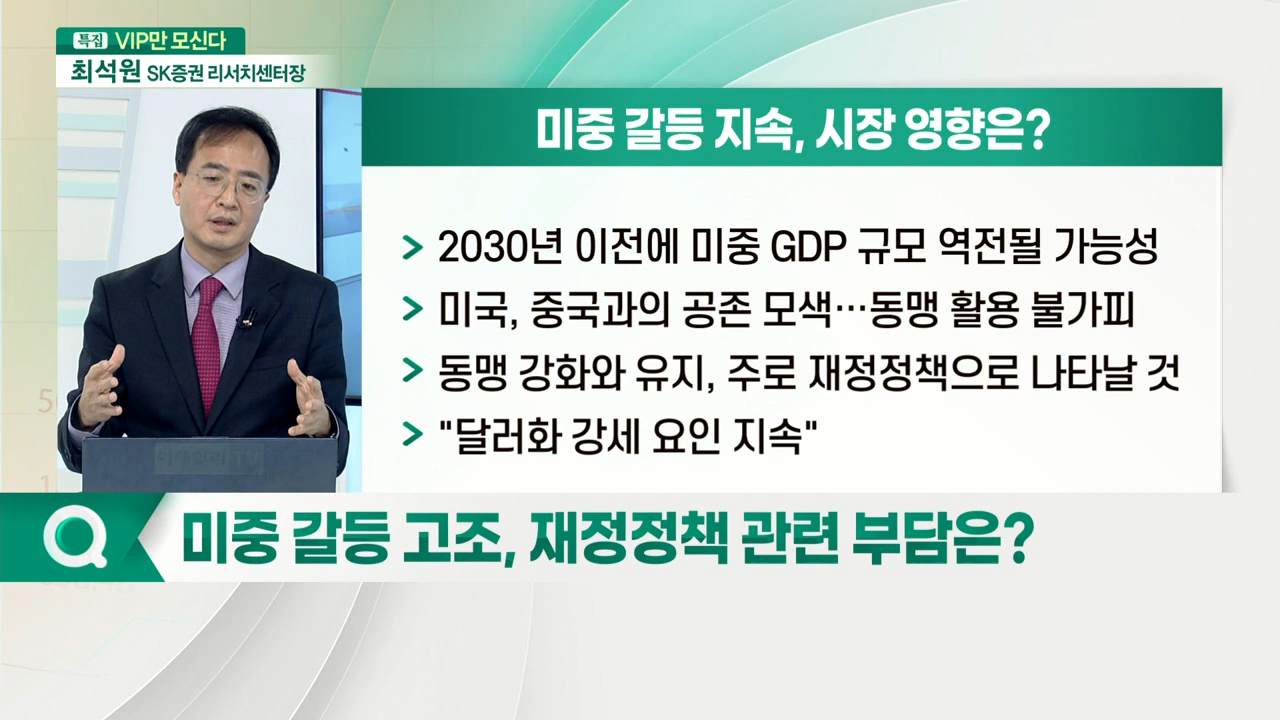 특집 VIP만 모신다
최석원 SK증권 리서치센터장
미중 갈등 지속, 시장 영향은?
> 2030년 이전에 미중 GDP 규모 역전될 가능성
> 미국, 중국과의 공존 모색…동맹 활용 불가피
> 동맹 강화와 유지, 주로 재정정책으로 나타날 것
> "달러화 강세 요인 지속"
Q 미중 갈등 고조, 재정정책 관련 부담은?